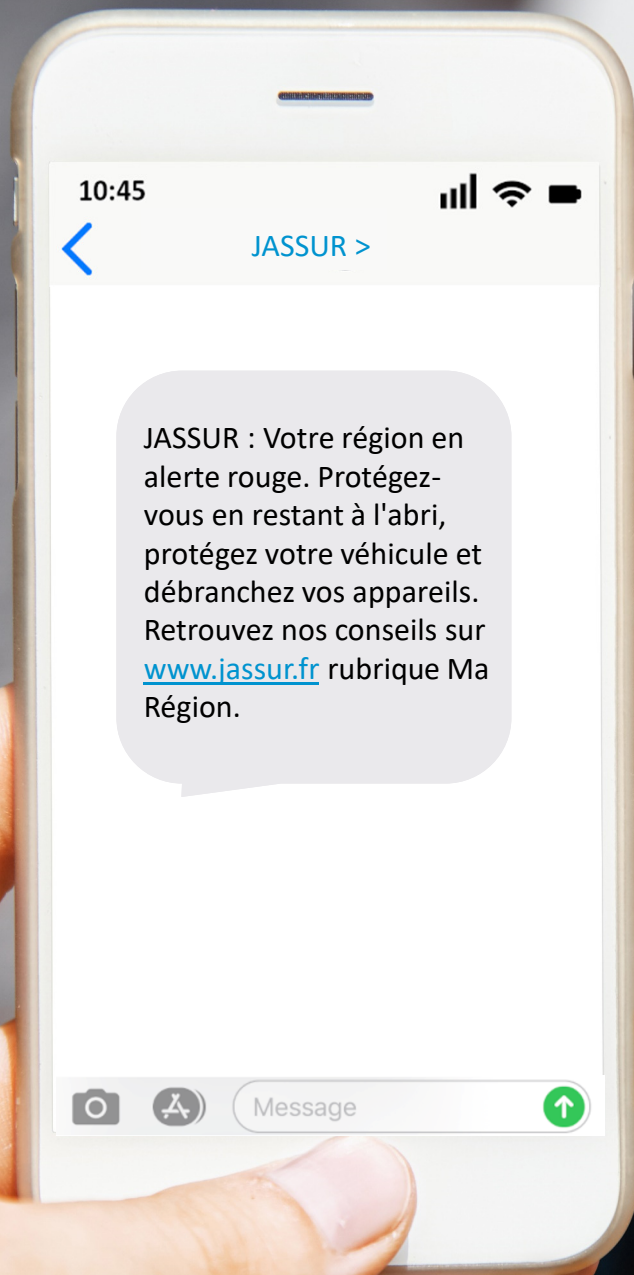 10:45
JASSUR >
JASSUR : Votre région en
alerte rouge. Protégez-
vous en restant à l'abri,
protégez votre véhicule et
débranchez vos appareils.
Retrouvez nos conseils sur
www.jassur.fr rubrique Ma
Région.
Message